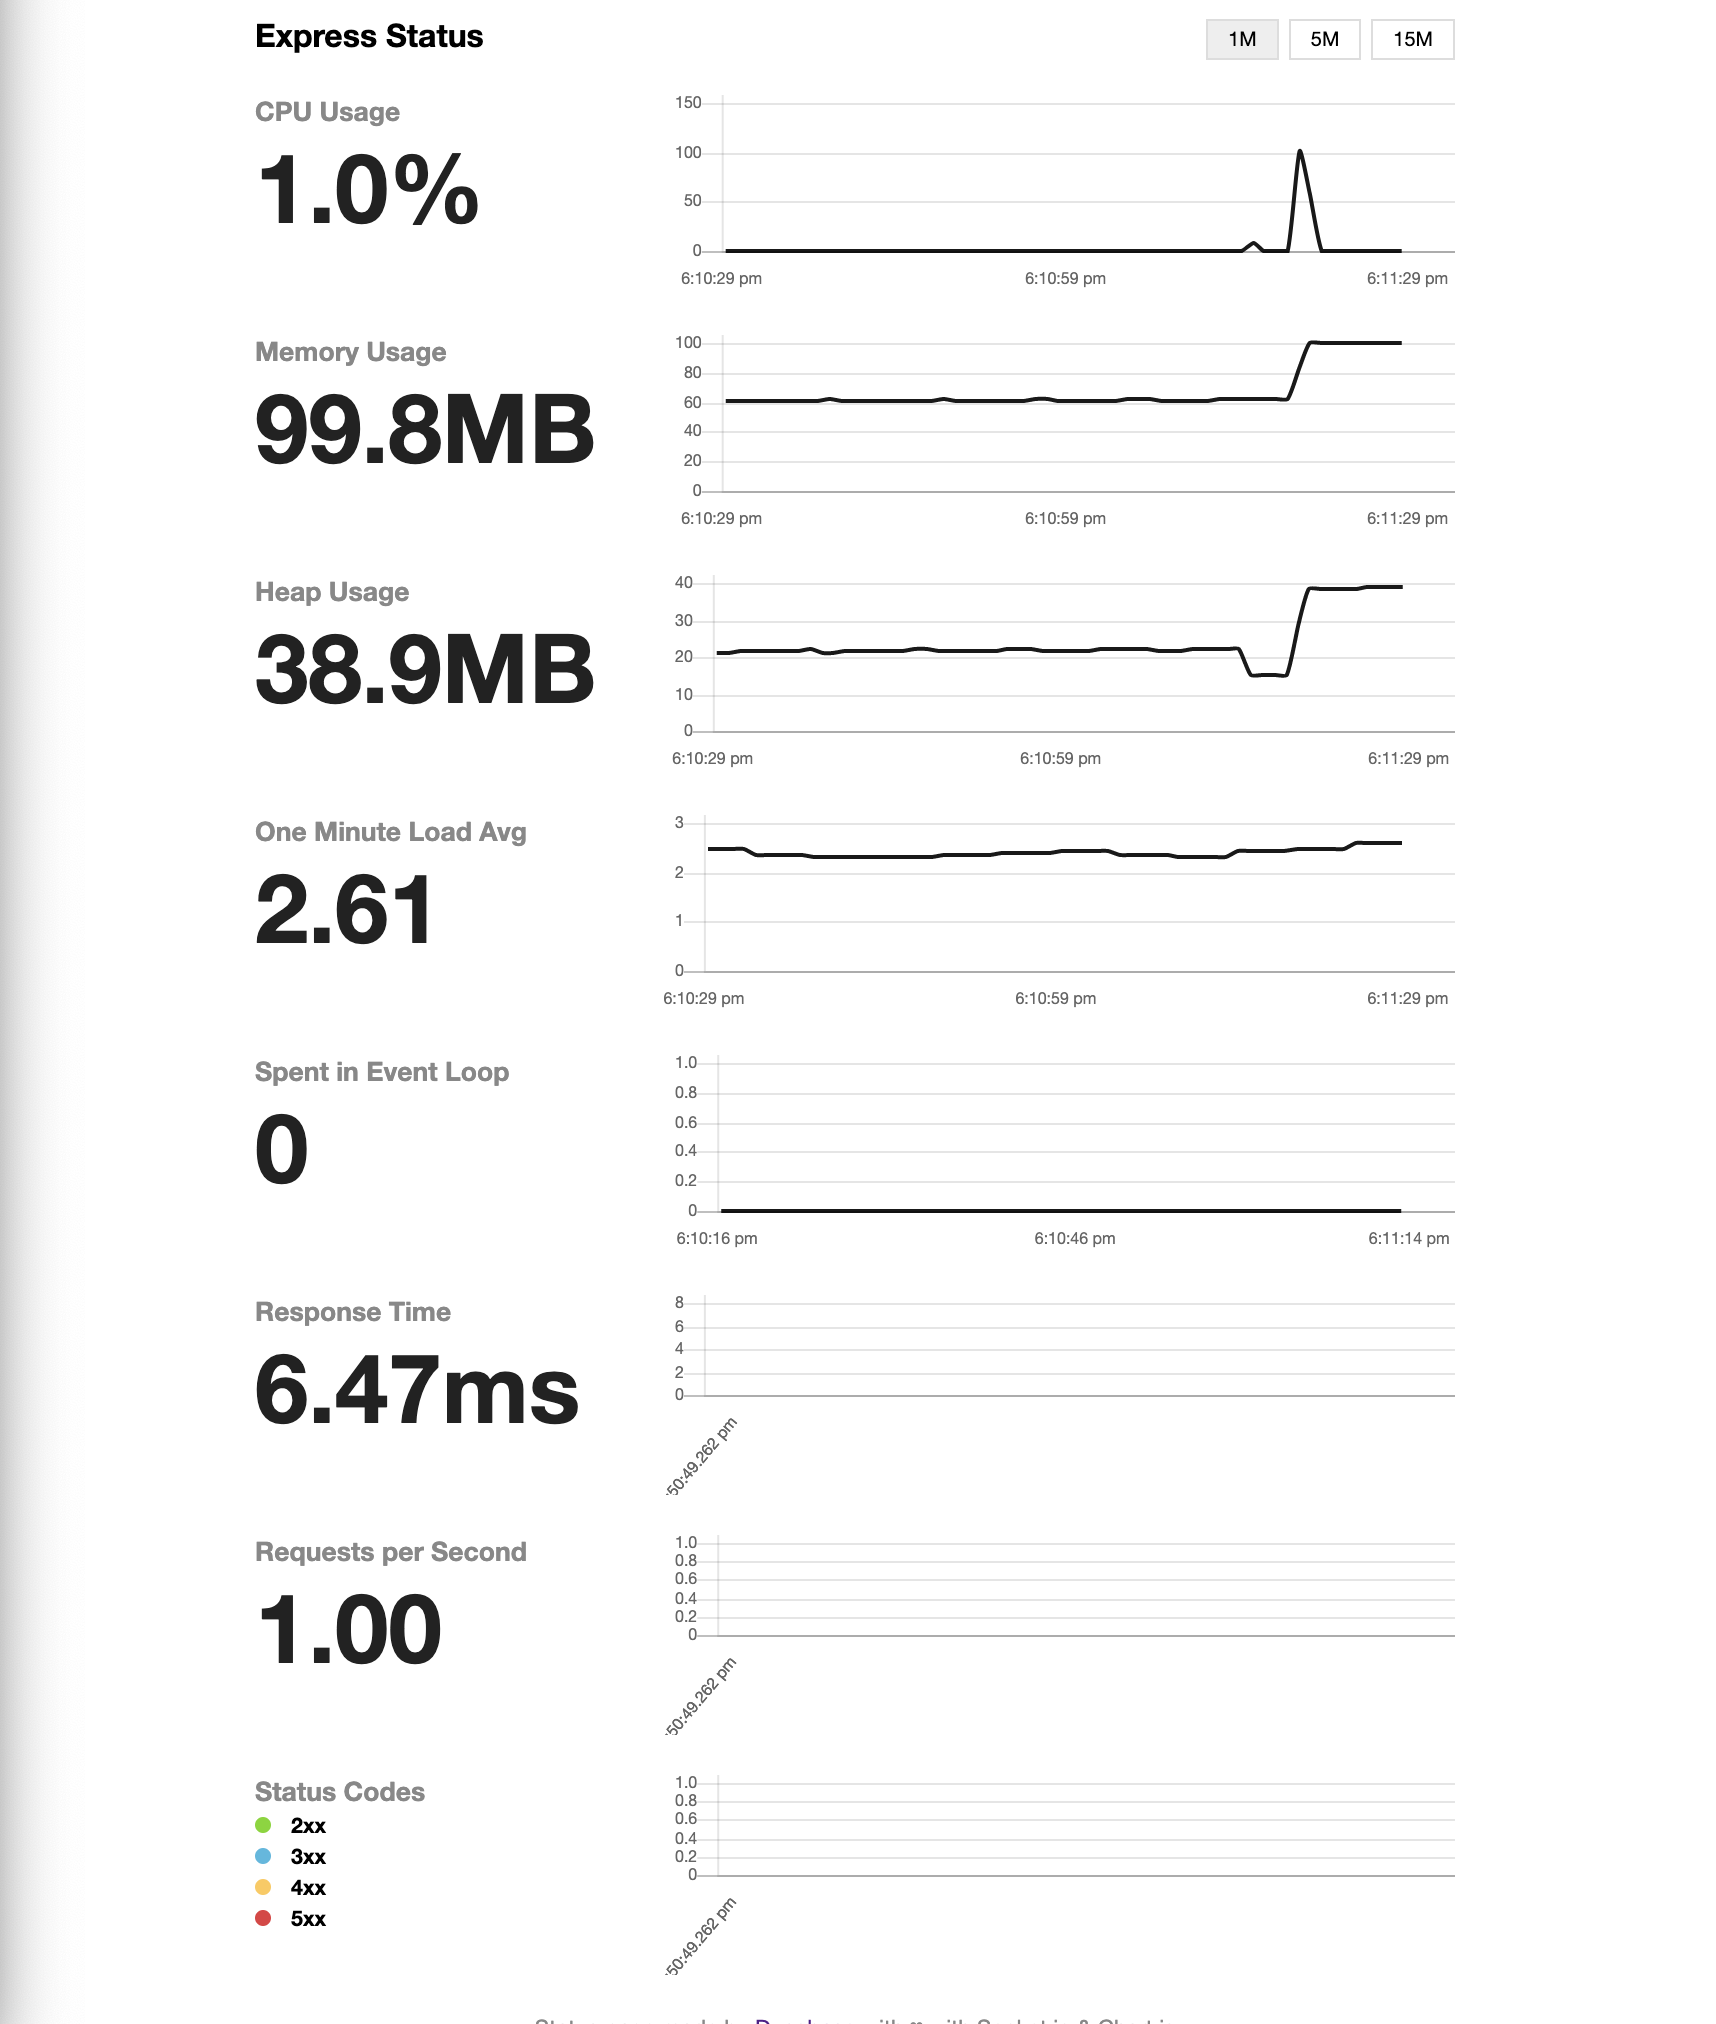 Express Status
1M 5M 15M
CPU Usage
1.0%
150
100
50
0
6:10:29 pm 6:10:59 pm 6:11:29 pm
Memory Usage
99.8MB
100
80
60
40
20
0
6:10:29 pm 6:10:59 pm 6:11:29 pm
Heap Usage
38.9MB
40
30
20
10
0
6:10:29 pm 6:10:59 pm 6:11:29 pm
One Minute Load Avg
2.61
3
2
1
0
6:10:29 pm 6:10:59 pm 6:11:29 pm
Spent in Event Loop
0
1.0
0.8
0.6
0.4
0.2
0
6:10:16 pm 6:10:46 pm 6:11:14 pm
Response Time
6.47ms
8
6
4
2
0
:50:49.262 pm
Requests per Second
1.00
1.0
0.8
0.6
0.4
0.2
0
:50:49.262 pm
Status Codes
2xx
3xx
4xx
5xx
1.0
0.8
0.6
0.4
0.2
0
:50:49.262 pm